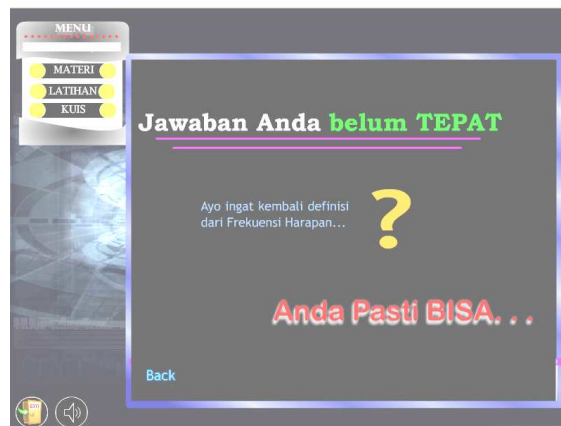 MENU
MATERI
LATIHAN
KUIS
Jawaban Anda belum TEPAT
Ayo ingat kembali definisi
dari Frekuensi Harapan...
?
Anda Pasti BISA. . .
Back
EXIT